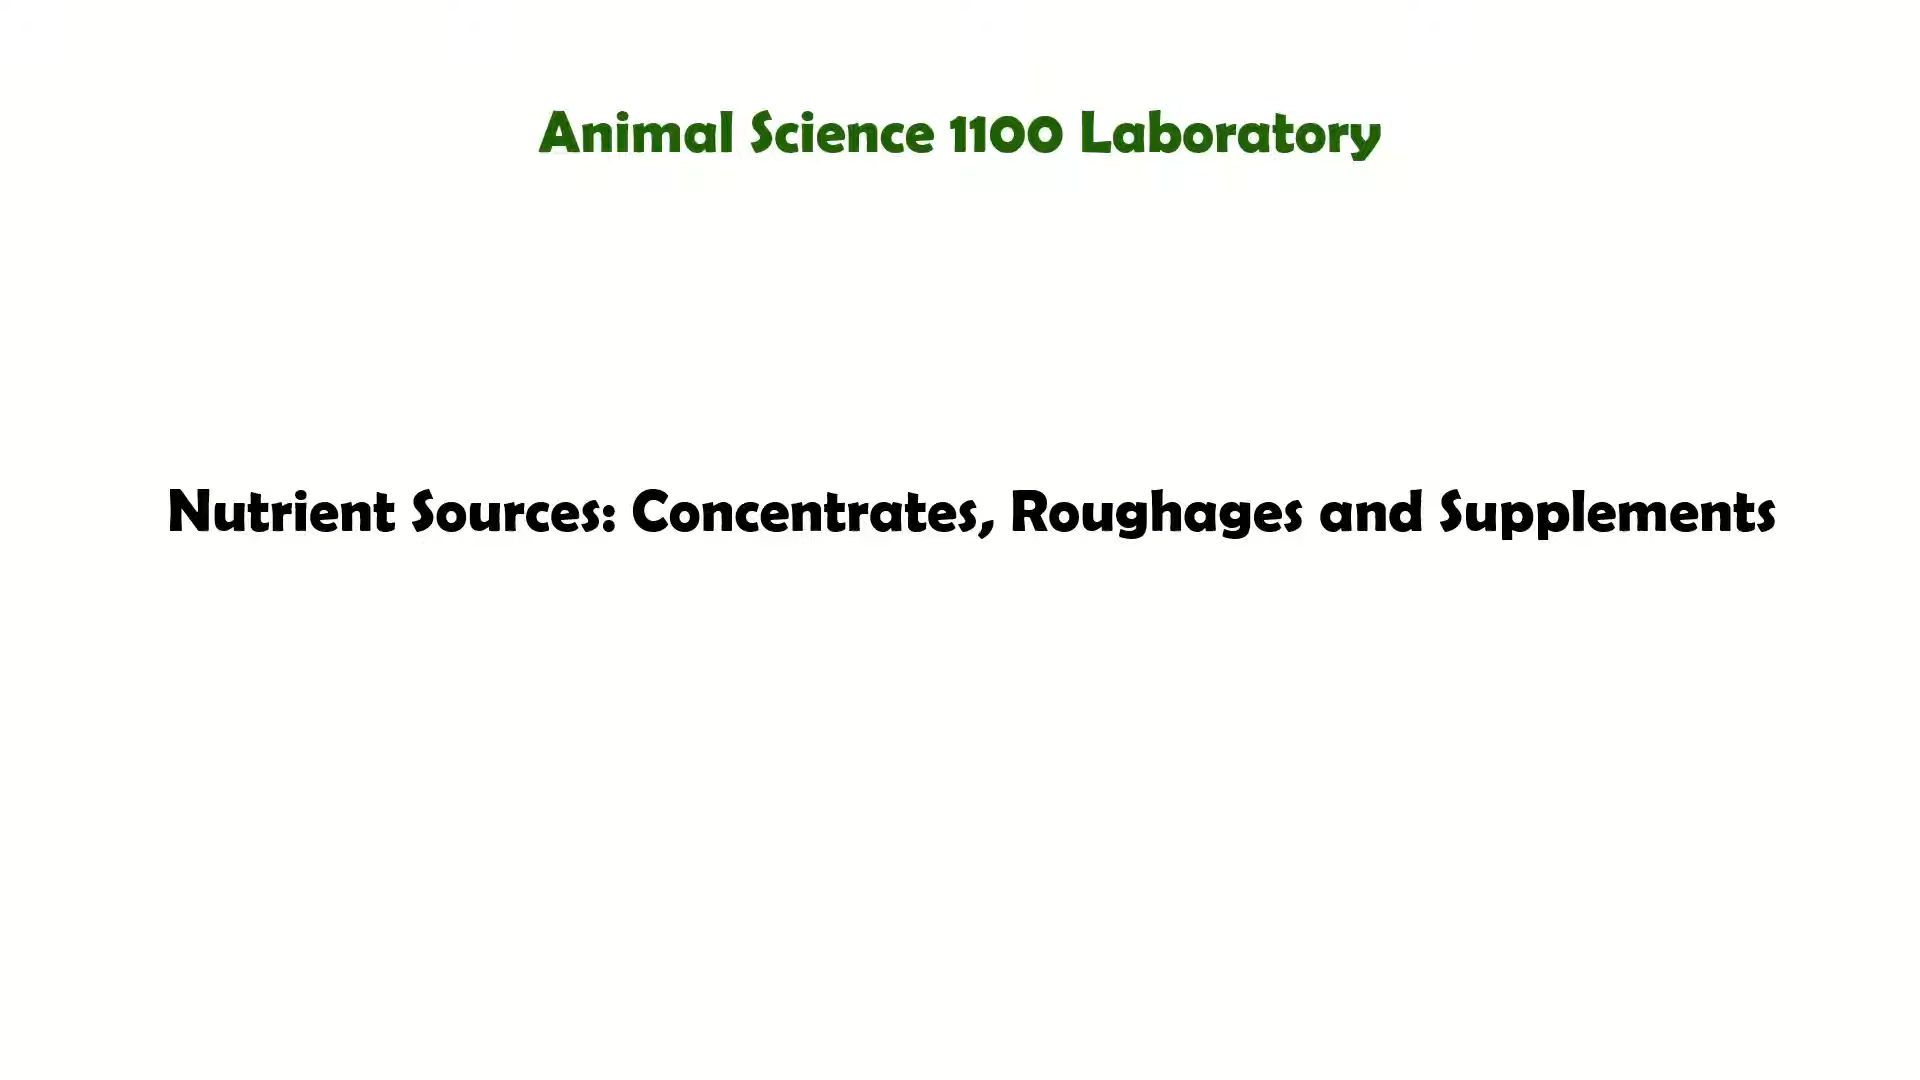 Animal Science 1100 Laboratory
Nutrient Sources: Concentrates, Roughages and Supplements